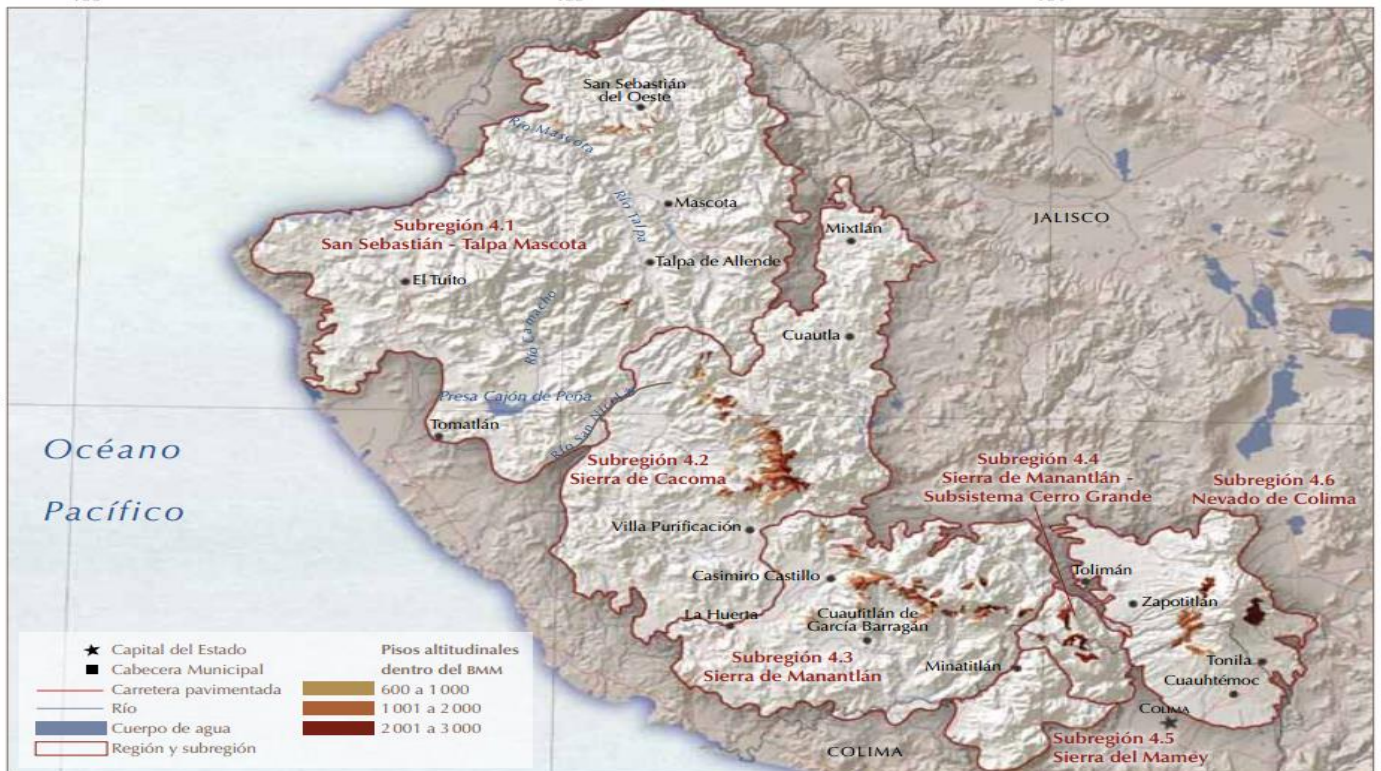 San Sebastián
del Oeste
Río Mascota
Mascota
Río Talpa
JALISCO
Subregión 4.1
San Sebastián - Talpa Mascota
Mixtlán
Talpa de Allende
El Tuito
Río Camacho
Cuautla
Presa Cajón de Peña
Río San Nicol
Tomatlán
Océano
Pacífico
Subregión 4.2
Sierra de Cacoma
Subregión 4.4
Sierra de Manantlán -
Subsistema Cerro Grande
Subregión 4.6
Nevado de Colima
Villa Purificación
Casimiro Castillo
Tolimán
Zapotitlán
La Huerta
Cuautitlán de
García Barragán
Subregión 4.3
Sierra de Manantlán
Minatitlán
Tonila
Cuauhtémoc
COLIMA
Subregión 4.5
Sierra del Mamey
COLIMA
Capital del Estado
Cabecera Municipal
Carretera pavimentada
Río
Cuerpo de agua
Región y subregión
Pisos altitudinales
dentro del BMM
600 a 1 000
1 001 a 2 000
2 001 a 3 000